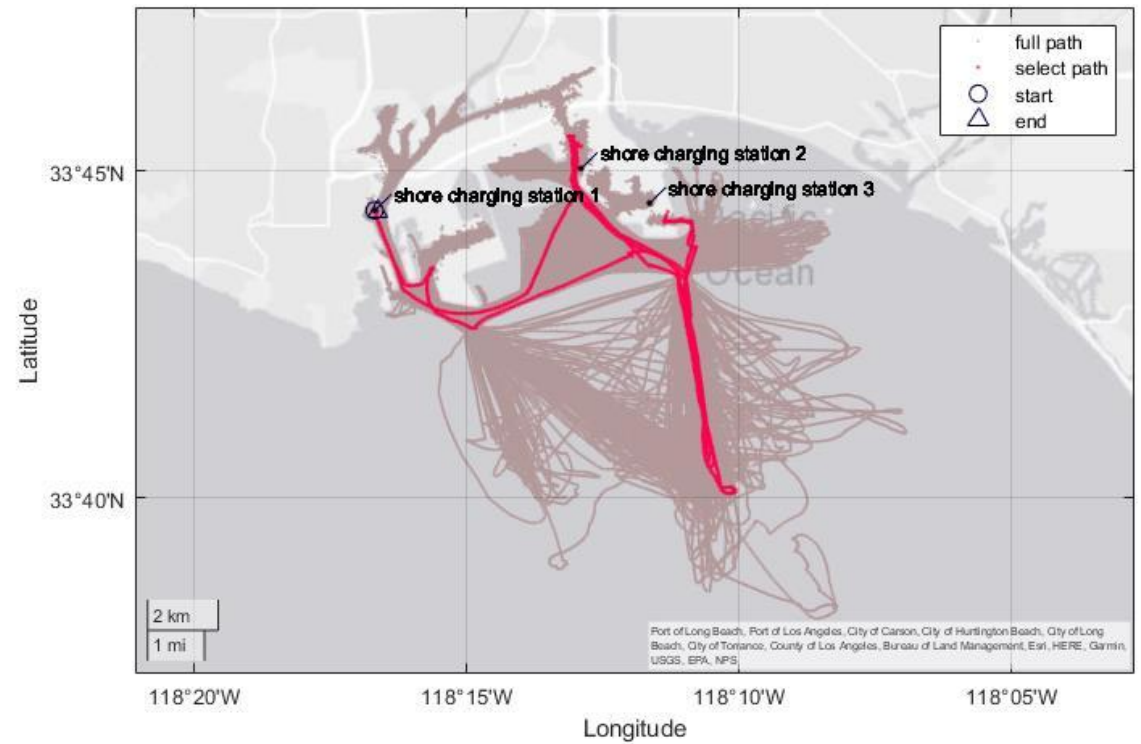 full path
select path
start
end
shore charging station 2
33°45'N
shore charging station 3
shore charging station 1
Pacific
Ocean
Latitude
33°40'N
2 km
1 mi
Port of Long Beach, Port of Los Angeles, City of Carson, City of Huntington Beach, City of Long
Beach, City of Torrance, County of Los Angeles, Bureau of Land Management, Esri, HERE, Garmin,
USGS, EPA, NPS
118°20'W
118°15'W
118°10'W
118°05'W
Longitude